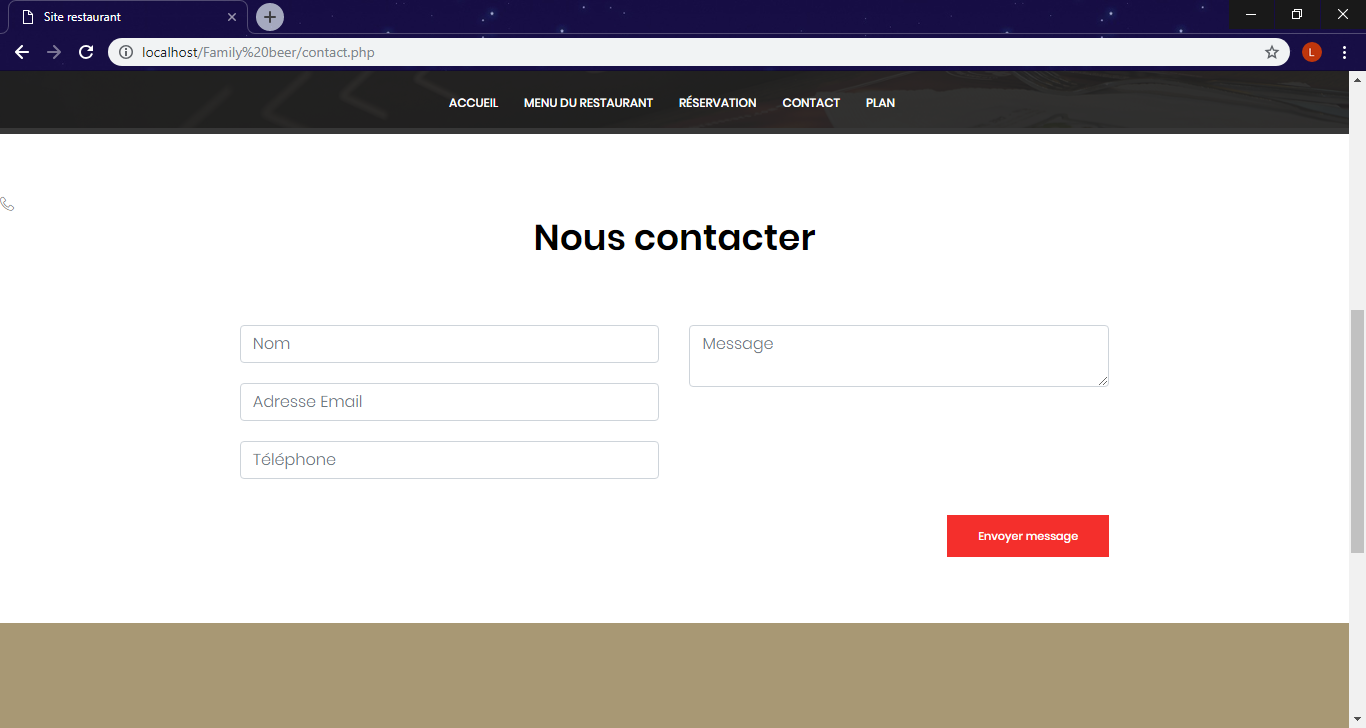 Site restaurant
localhost/Family%20beer/contact.php
L
ACCUEIL MENU DU RESTAURANT RÉSERVATION CONTACT PLAN
Nous contacter
Nom
Message
Adresse Email
Téléphone
Envoyer message